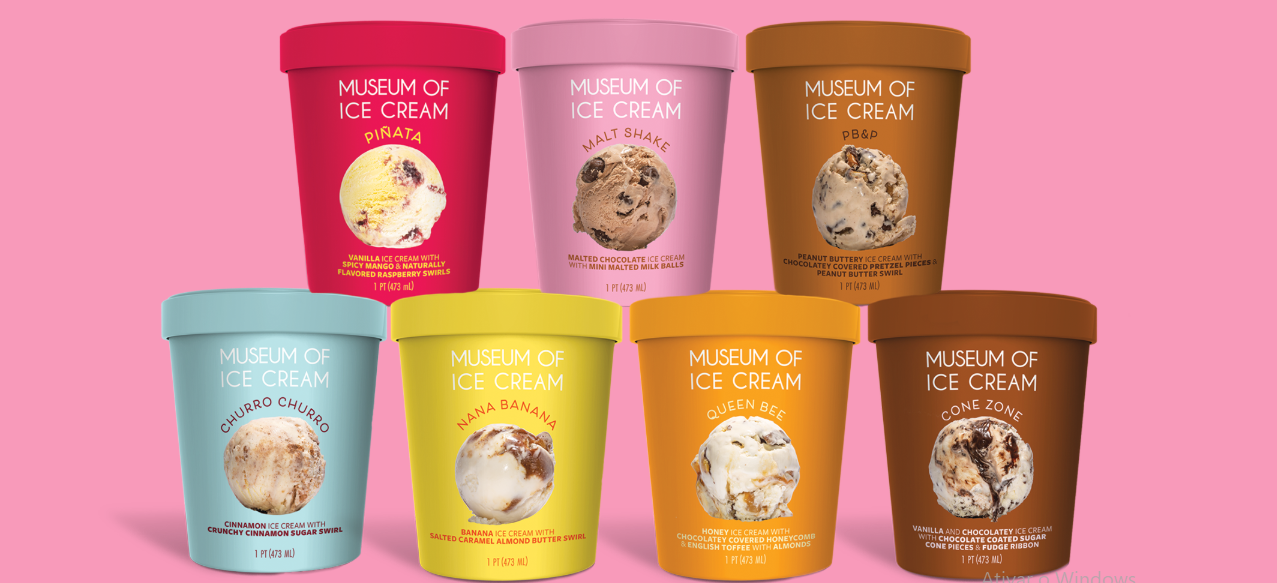 MUSEUM OF
ICE CREAM
PIÑATA
VANILLA ICE CREAM WITH
SPICY MANGO & NATURALLY
FLAVORED RASPBERRY SWIRLS
1 PT (473 mL)
MUSEUM OF
ICE CREAM
MALT SHAKE
MALTED CHOCOLATE ICE CREAM
WITH MINI MALTED MILK BALLS
1 PT (473 ML)
MUSEUM OF
ICE CREAM
PB&P
PEANUT BUTTERY ICE CREAM WITH
CHOCOLATEY COVERED PRETZEL PIECES &
PEANUT BUTTER SWIRL
1 PT (473 ML)
MUSEUM OF
ICE CREAM
CHURRO CHURRO
CINNAMON ICE CREAM WITH
CRUNCHY CINNAMON SUGAR SWIRL
1 PT (473 ML)
MUSEUM OF
ICE CREAM
NANA BANANA
BANANA ICE CREAM WITH
SALTED CARAMEL ALMOND BUTTER SWIRL
1 PT (473 ML)
MUSEUM OF
ICE CREAM
QUEEN BEE
HONEY ICE CREAM WITH
CHOCOLATEY COVERED HONEYCOMB
& ENGLISH TOFFEE WITH ALMONDS
1 PT (473 ML)
MUSEUM OF
ICE CREAM
CONE ZONE
VANILLA AND CHOCOLATEY ICE CREAM
WITH CHOCOLATE COATED SUGAR
CONE PIECES & FUDGE RIBBON
1 PT (473 ML)
Ativar o Windows